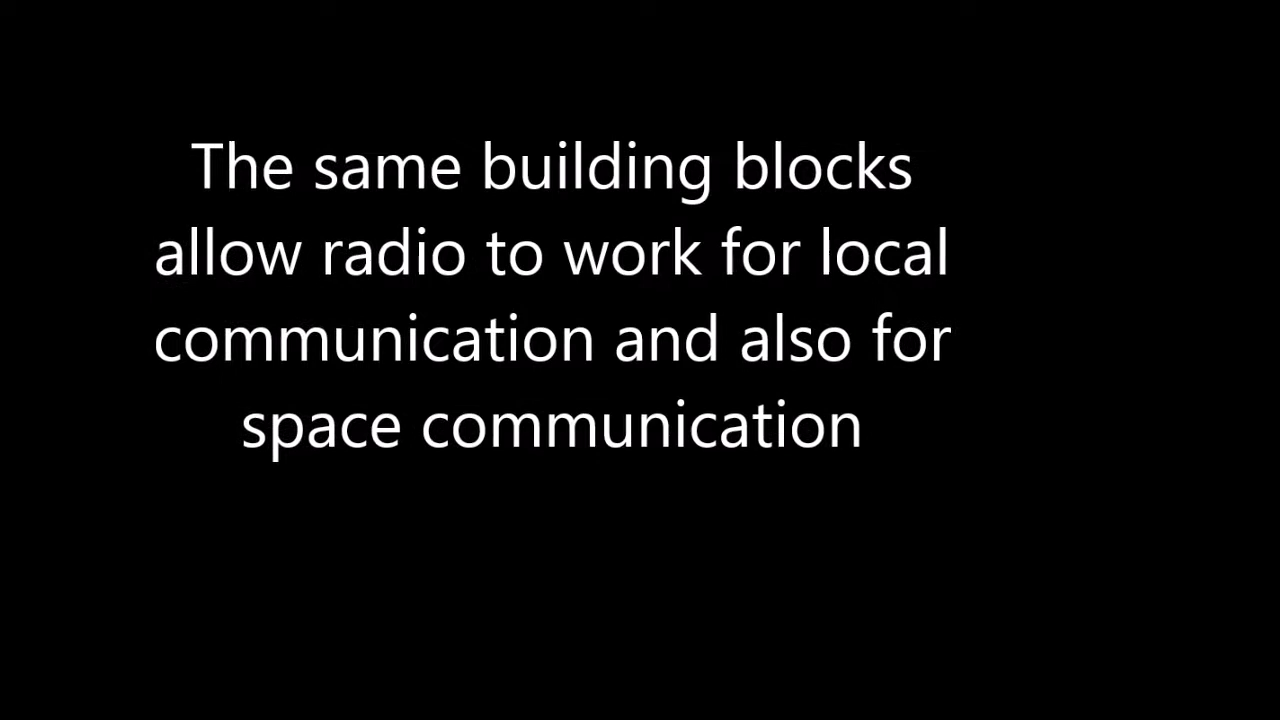 The same building blocks
allow radio to work for local
communication and also for
space communication